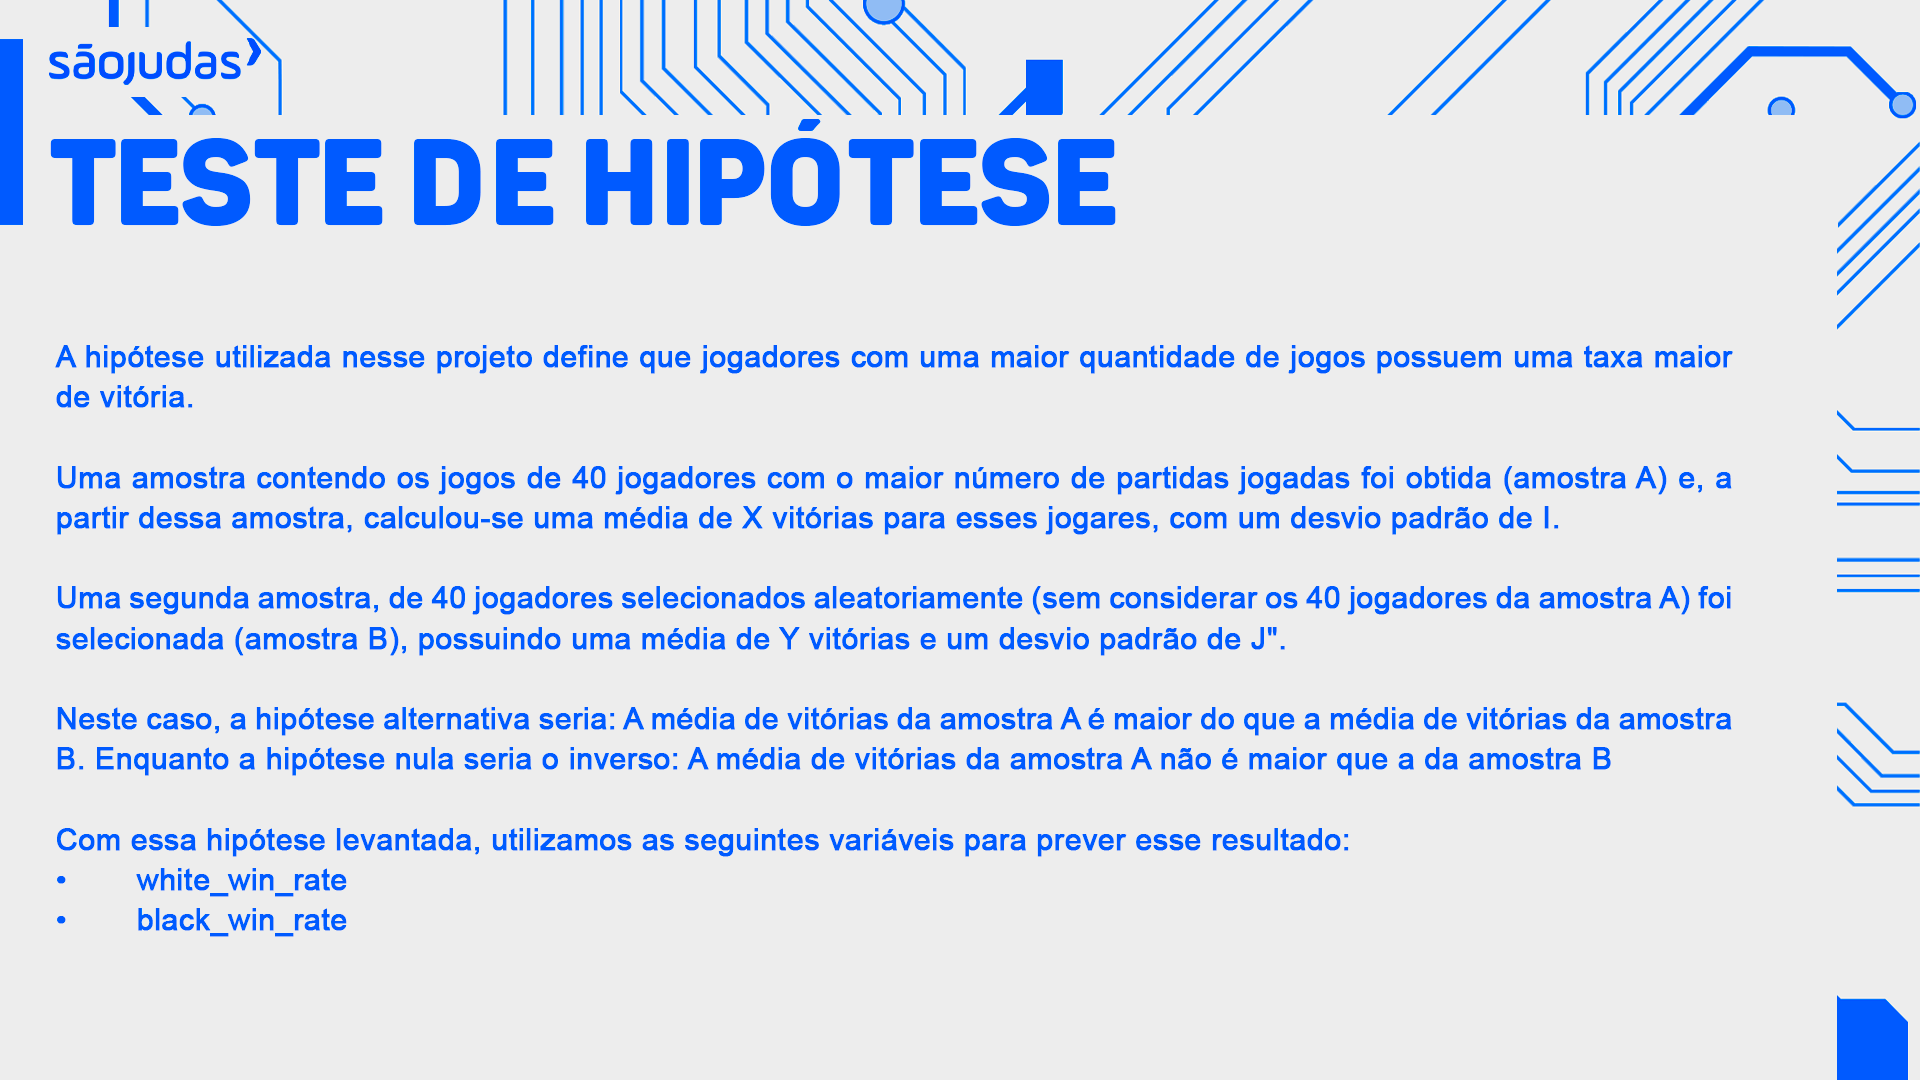 sãojudas
TESTE DE HIPÓTESE
A hipótese utilizada nesse projeto define que jogadores com uma maior quantidade de jogos possuem uma taxa maior
de vitória.
Uma amostra contendo os jogos de 40 jogadores com o maior número de partidas jogadas foi obtida (amostra A) e, a
partir dessa amostra, calculou-se uma média de X vitórias para esses jogares, com um desvio padrão de I.
Uma segunda amostra, de 40 jogadores selecionados aleatoriamente (sem considerar os 40 jogadores da amostra A) foi
selecionada (amostra B), possuindo uma média de Y vitórias e um desvio padrão de J".
Neste caso, a hipótese alternativa seria: A média de vitórias da amostra A é maior do que a média de vitórias da amostra
B. Enquanto a hipótese nula seria o inverso: A média de vitórias da amostra A não é maior que a da amostra B
Com essa hipótese levantada, utilizamos as seguintes variáveis para prever esse resultado:
• white_win_rate
• black_win_rate